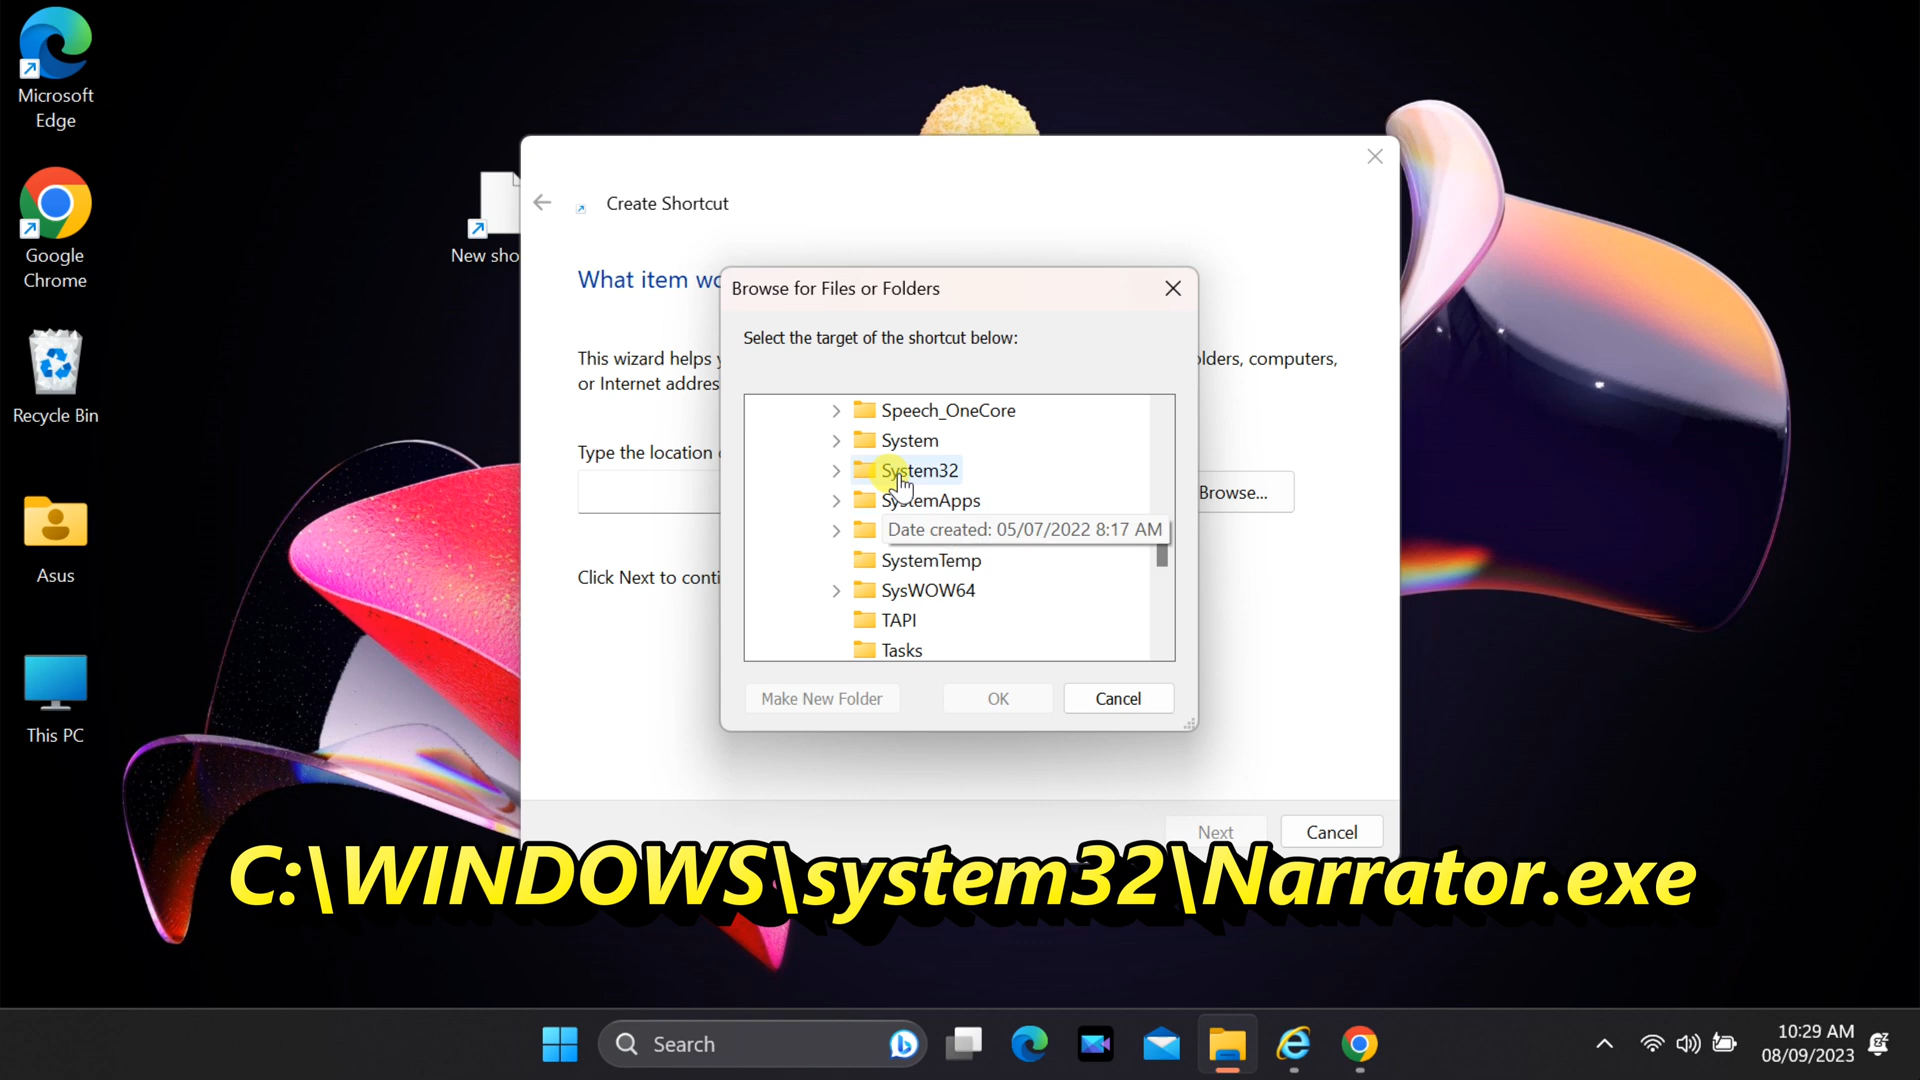 Microsoft
Edge
Google
Chrome
Recycle Bin
Asus
This PC
New sho
Create Shortcut
What item wo
This wizard helps y
olders, computers,
or Internet addres
Type the location o
Browse...
Click Next to conti
Next
Cancel
Browse for Files or Folders
Select the target of the shortcut below:
Speech_OneCore
System
System32
SystemApps
Date created: 05/07/2022 8:17 AM
SystemTemp
SysWOW64
TAPI
Tasks
Make New Folder
OK
Cancel
C:\WINDOWS\system32\Narrator.exe
Search
10:29 AM
08/09/2023